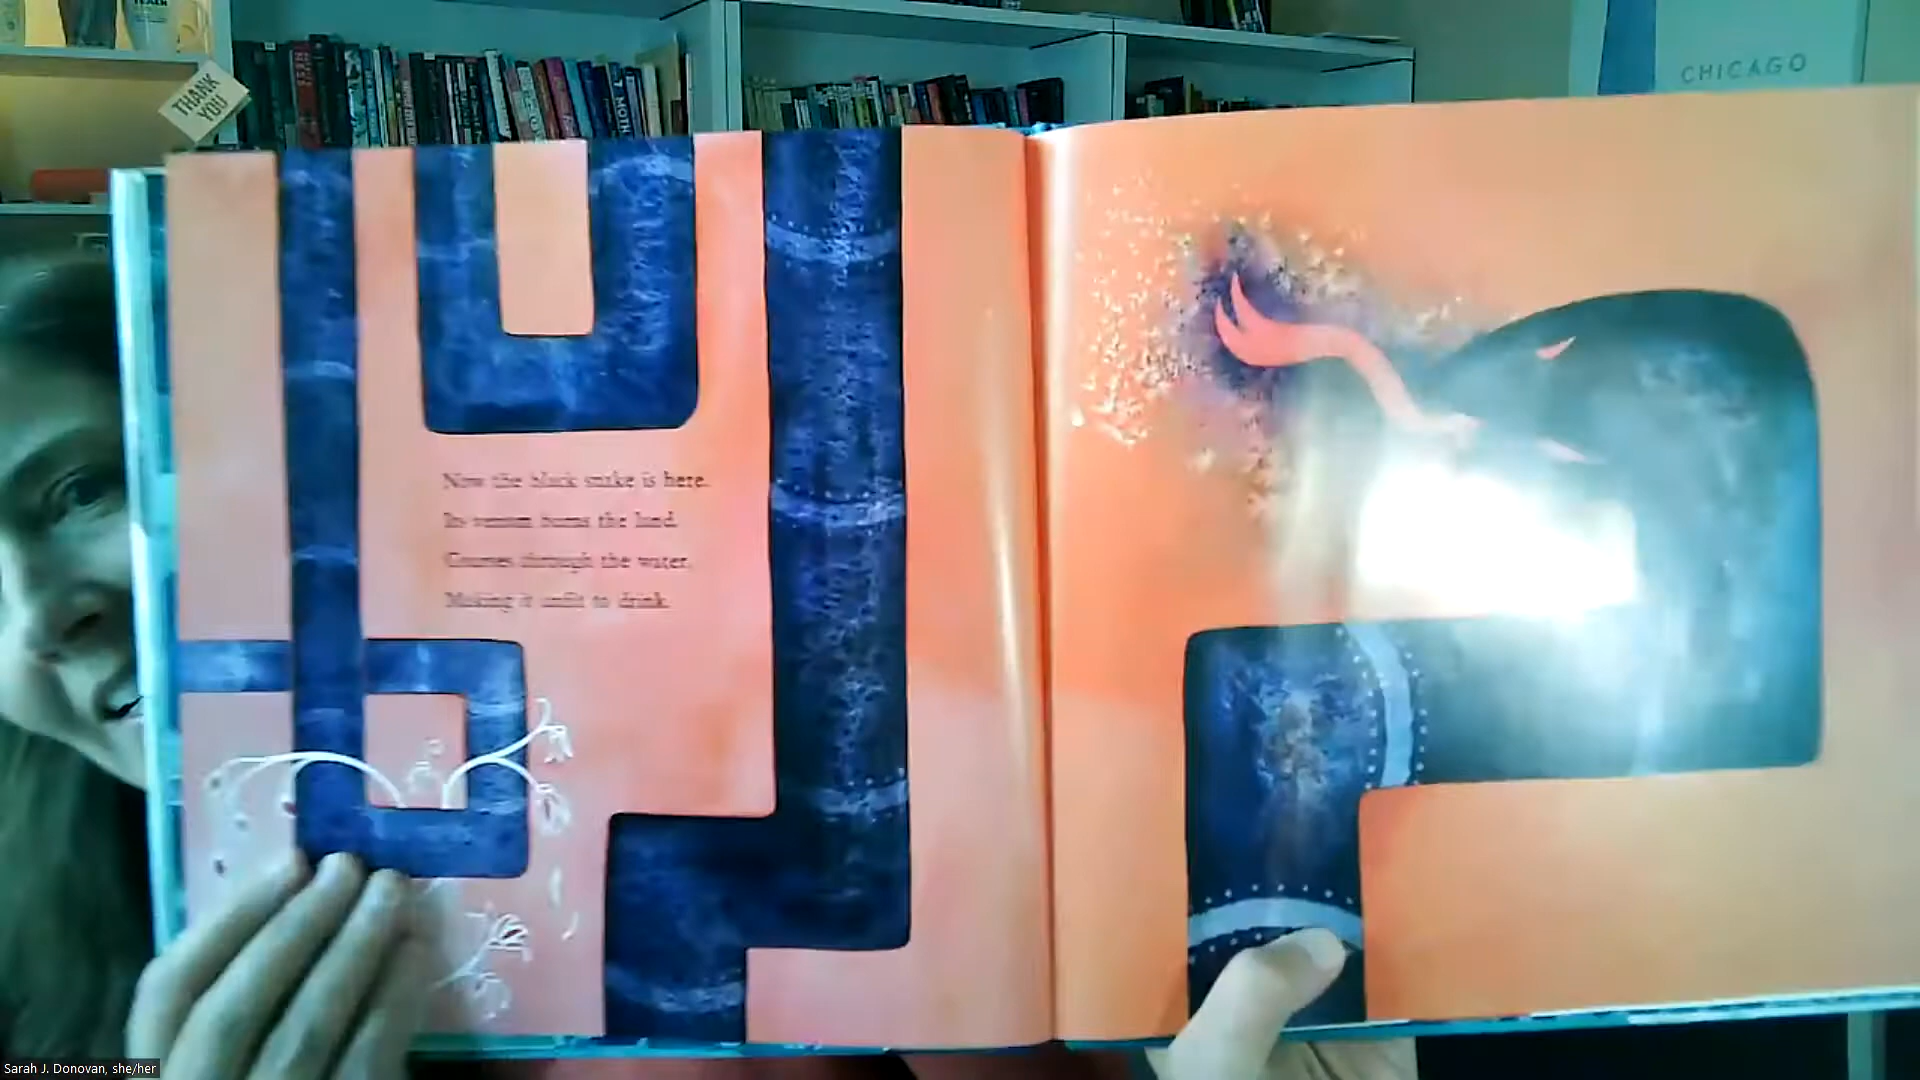 THANK
YOU
CHICAGO
MOTH
Now the black snake is here.
Its venom burns the land.
Courses through the water,
Making it unfit to drink.
Sarah J. Donovan, she/her